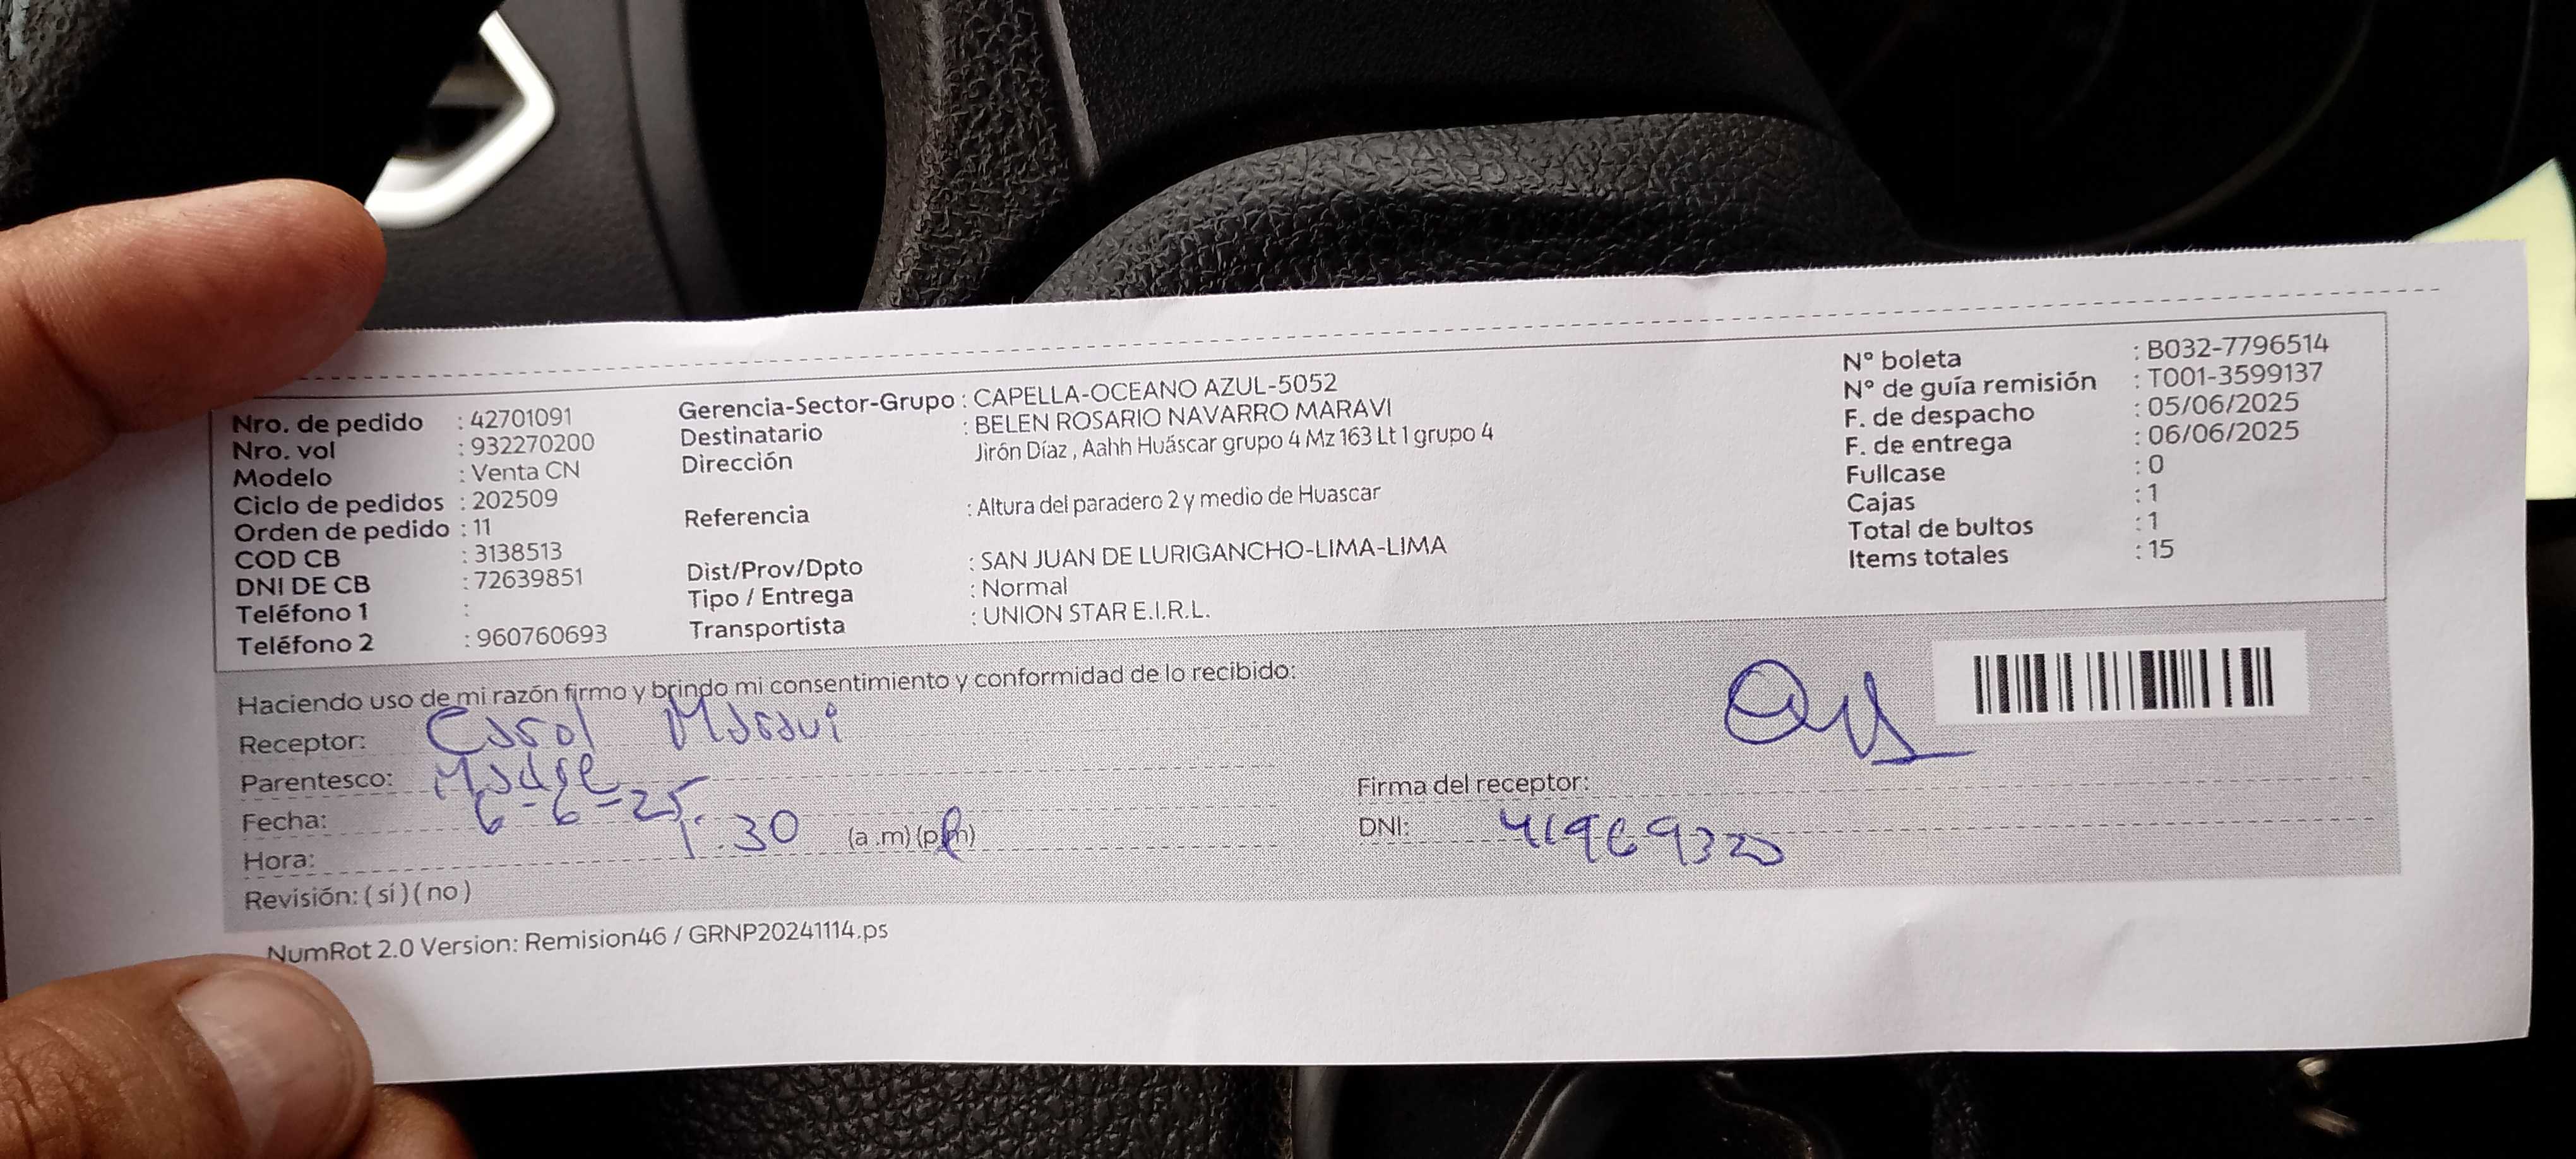 Nro. de pedido : 42701091
Nro. vol : 932270200
Modelo : Venta CN
Ciclo de pedidos : 202509
Orden de pedido : 11
COD CB : 3138513
DNI DE CB : 72639851
Teléfono 1 :
Teléfono 2 : 960760693
Gerencia-Sector-Grupo : CAPELLA-OCEANO AZUL-5052
Destinatario : BELEN ROSARIO NAVARRO MARAVI
Dirección Jirón Díaz , Aahh Huáscar grupo 4 Mz 163 Lt 1 grupo 4
Referencia : Altura del paradero 2 y medio de Huascar
Dist/Prov/Dpto : SAN JUAN DE LURIGANCHO-LIMA-LIMA
Tipo / Entrega : Normal
Transportista : UNION STAR E.I.R.L.
N° boleta : B032-7796514
N° de guía remisión : T001-3599137
F. de despacho : 05/06/2025
F. de entrega : 06/06/2025
Fullcase : 0
Cajas : 1
Total de bultos : 1
Items totales : 15
Haciendo uso de mi razón firmo y brindo mi consentimiento y conformidad de lo recibido:
Receptor: Carol Maravi
Parentesco: Madre
Fecha: 6-6-25
Hora: 1:30 (a .m) (p.m)
Revisión: ( sí ) ( no )
Firma del receptor:
DNI:
NumRot 2.0 Version: Remision46 / GRNP20241114.ps